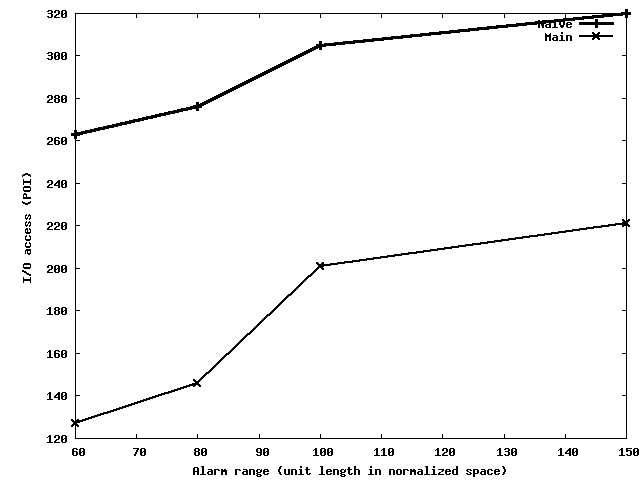 320
300
280
260
240
220
200
180
160
140
120
I/O access (POI)
Naive
Main
60 70 80 90 100 110 120 130 140 150
Alarm range (unit length in normalized space)